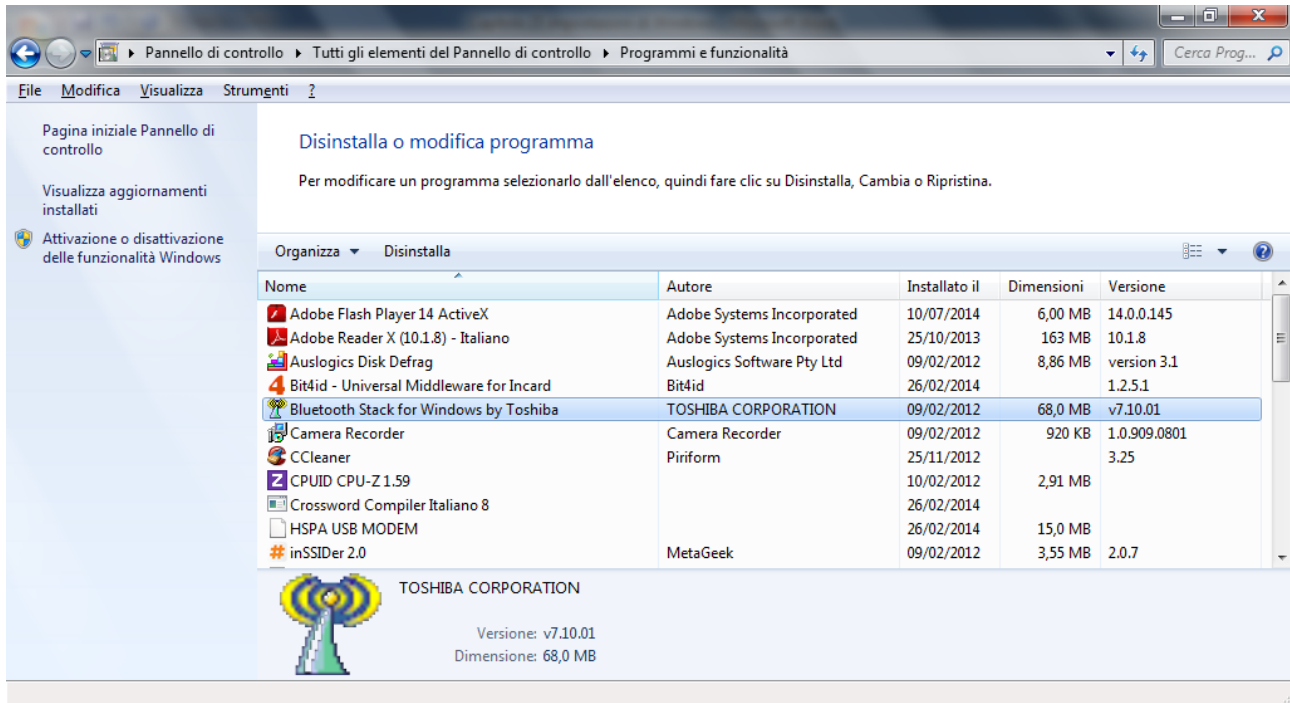 Pannello di controllo Tutti gli elementi del Pannello di controllo Programmi e funzionalità Cerca Prog...
File Modifica Visualizza Strumenti ?
Pagina iniziale Pannello di
controllo
Visualizza aggiornamenti
installati
Attivazione o disattivazione
delle funzionalità Windows
Disinstalla o modifica programma
Per modificare un programma selezionarlo dall'elenco, quindi fare clic su Disinstalla, Cambia o Ripristina.
Organizza Disinstalla
Nome Autore Installato il Dimensioni Versione
Adobe Flash Player 14 ActiveX Adobe Systems Incorporated 10/07/2014 6,00 MB 14.0.0.145
Adobe Reader X (10.1.8) - Italiano Adobe Systems Incorporated 25/10/2013 163 MB 10.1.8
Auslogics Disk Defrag Auslogics Software Pty Ltd 09/02/2012 8,86 MB version 3.1
Bit4id - Universal Middleware for Incard Bit4id 26/02/2014 1.2.5.1
Bluetooth Stack for Windows by Toshiba TOSHIBA CORPORATION 09/02/2012 68,0 MB v7.10.01
Camera Recorder Camera Recorder 09/02/2012 920 KB 1.0.909.0801
CCleaner Piriform 25/11/2012 3.25
CPUID CPU-Z 1.59 10/02/2012 2,91 MB
Crossword Compiler Italiano 8 26/02/2014
HSPA USB MODEM 26/02/2014 15,0 MB
inSSIDer 2.0 MetaGeek 09/02/2012 3,55 MB 2.0.7
TOSHIBA CORPORATION
Versione: v7.10.01
Dimensione: 68,0 MB